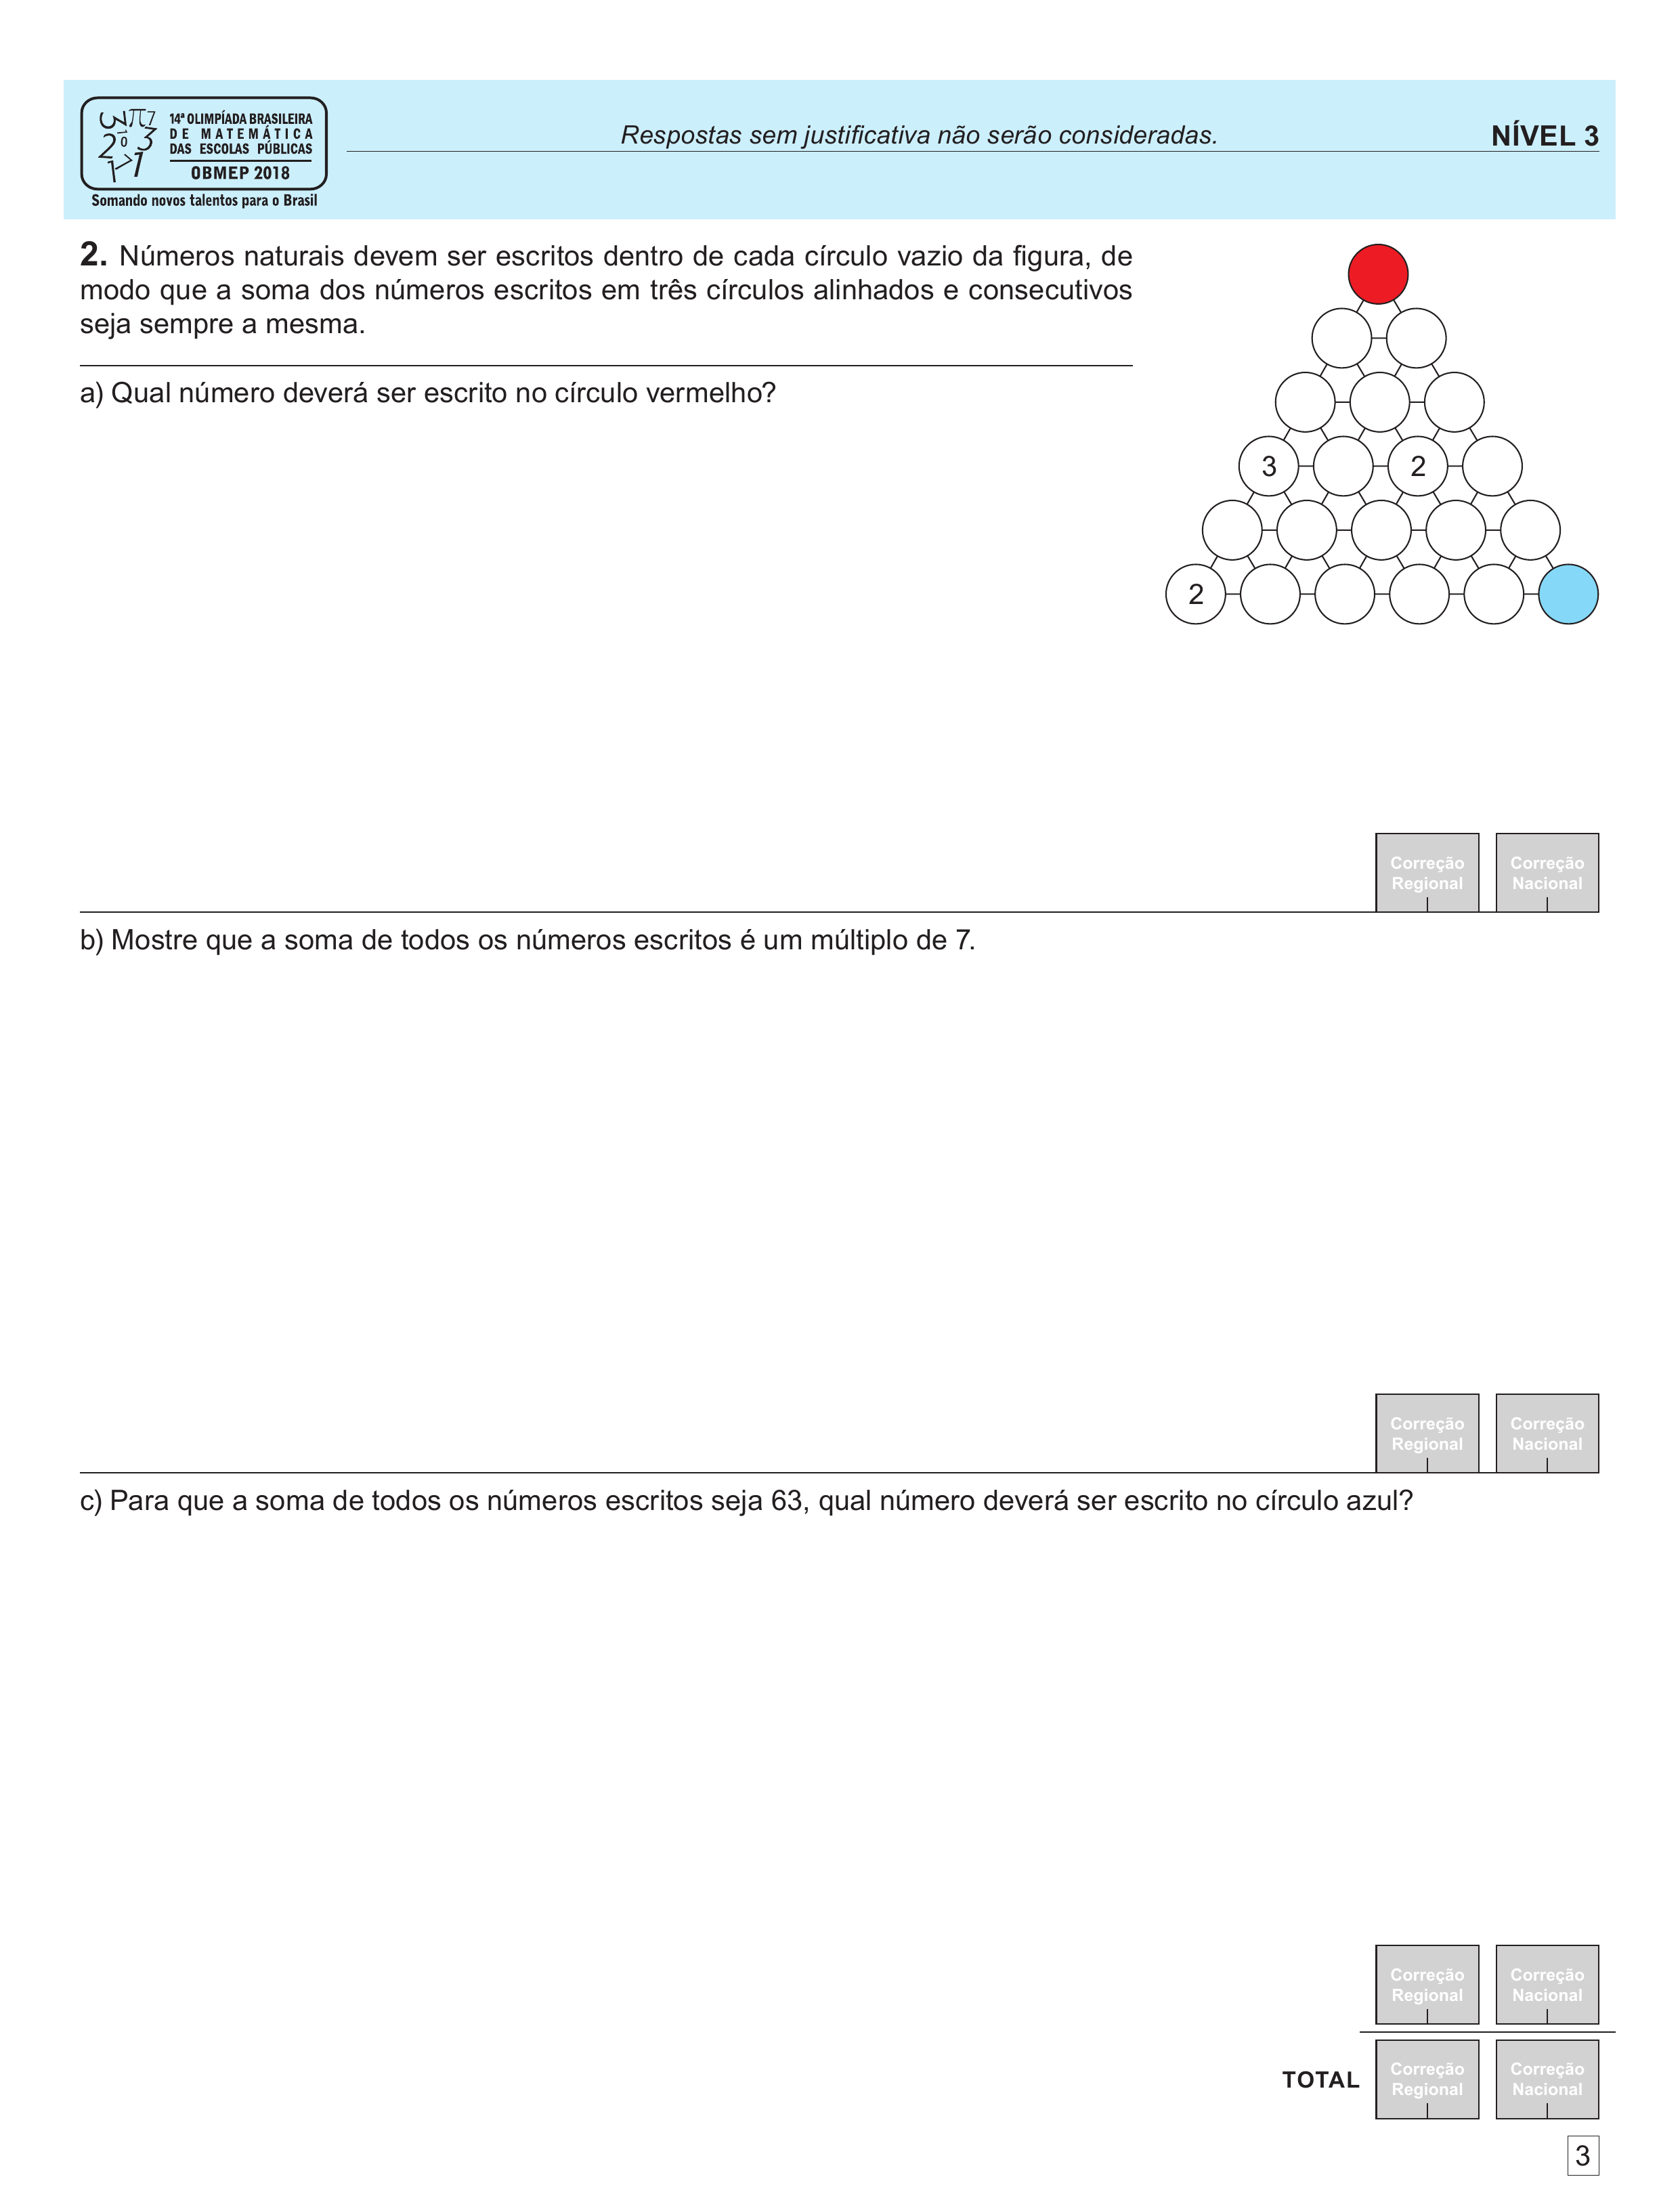 14ª OLIMPÍADA BRASILEIRA
DE MATEMÁTICA
DAS ESCOLAS PÚBLICAS
OBMEP 2018
Somando novos talentos para o Brasil
Respostas sem justificativa não serão consideradas.
NÍVEL 3
2. Números naturais devem ser escritos dentro de cada círculo vazio da figura, de
modo que a soma dos números escritos em três círculos alinhados e consecutivos
seja sempre a mesma.
a) Qual número deverá ser escrito no círculo vermelho?
3 2
2
Correção Regional
Correção Nacional
b) Mostre que a soma de todos os números escritos é um múltiplo de 7.
Correção Regional
Correção Nacional
c) Para que a soma de todos os números escritos seja 63, qual número deverá ser escrito no círculo azul?
Correção Regional
Correção Nacional
TOTAL
Correção Regional
Correção Nacional
3